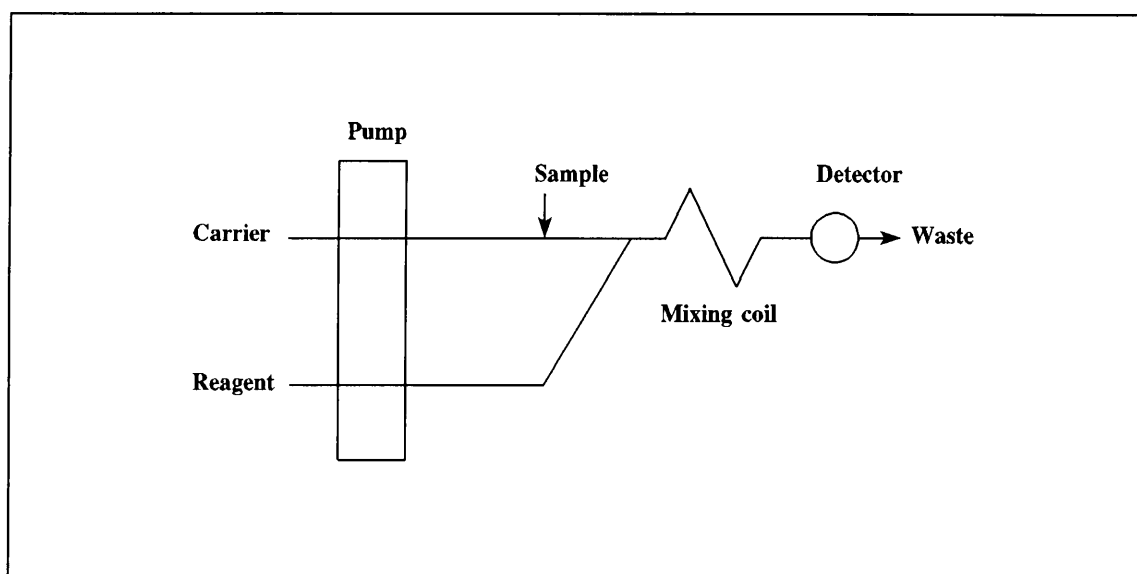 Pump
Sample
Detector
Carrier
Waste
Mixing coil
Reagent